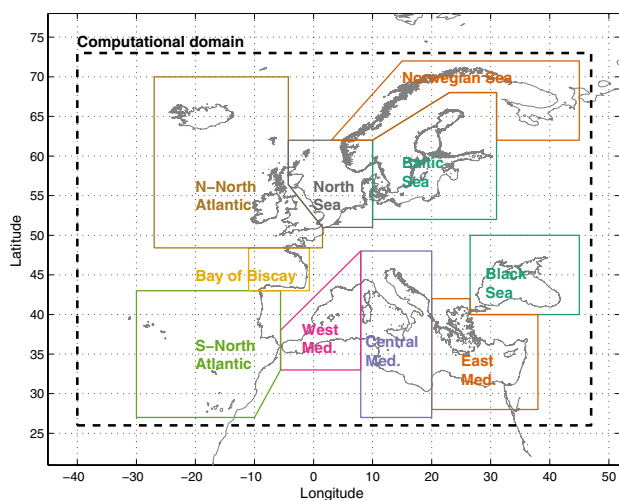 75
70
65
60
55
50
45
40
35
30
25
Latitude
Computational domain
Norwegian Sea
N−North
Atlantic
North
Sea
Baltic
Sea
Bay of Biscay
Black
Sea
S−North
Atlantic
West
Med.
Central
Med.
East
Med.
−40 −30 −20 −10 0 10 20 30 40 50
Longitude